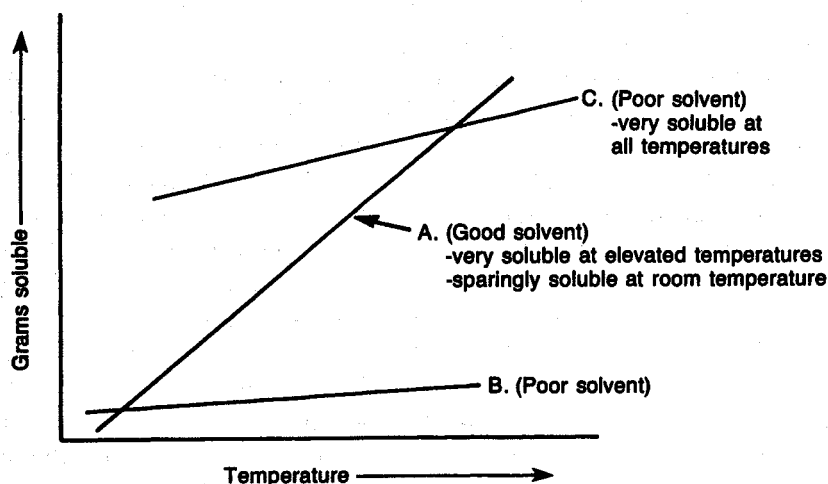 Grams soluble
C. (Poor solvent)
-very soluble at
all temperatures
A. (Good solvent)
-very soluble at elevated temperatures
-sparingly soluble at room temperature
B. (Poor solvent)
Temperature